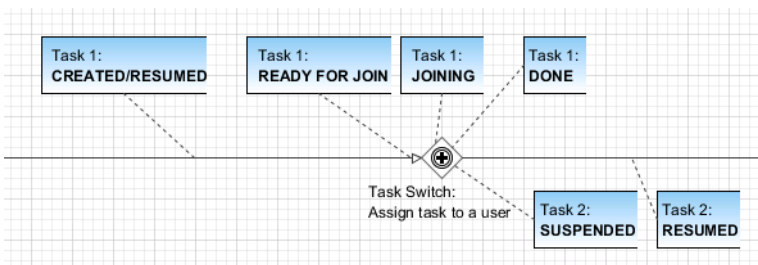 Task 1:
CREATED/RESUMED
Task 1:
READY FOR JOIN
Task 1:
JOINING
Task 1:
DONE
Task Switch:
Assign task to a user
Task 2:
SUSPENDED
Task 2:
RESUMED